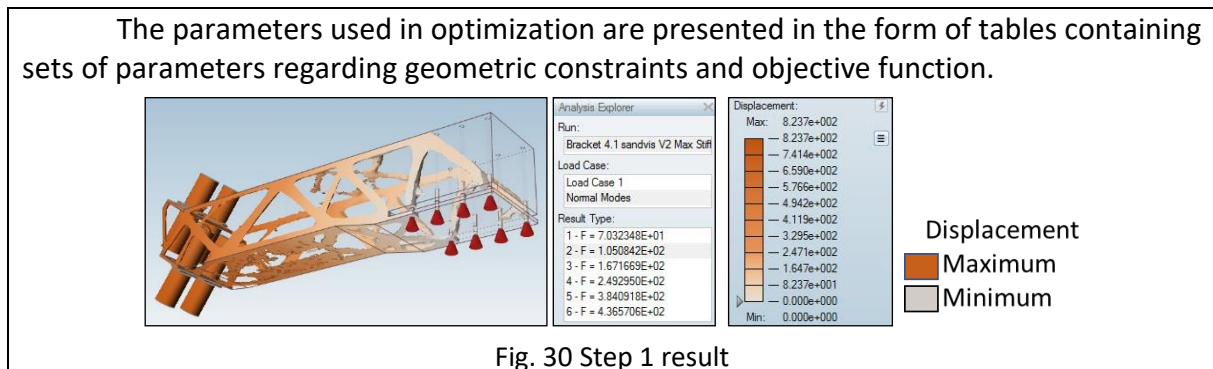 The parameters used in optimization are presented in the form of tables containing
sets of parameters regarding geometric constraints and objective function.
Analysis Explorer
Run:
Bracket 4.1 sandvis V2 Max Stiff
Load Case:
Load Case 1
Normal Modes
Result Type:
1 - F = 7.032348E+01
2 - F = 1.050842E+02
3 - F = 1.671669E+02
4 - F = 2.492950E+02
5 - F = 3.840918E+02
6 - F = 4.365706E+02
Displacement:
Max: 8.237e+002
8.237e+002
7.414e+002
6.590e+002
5.766e+002
4.942e+002
4.119e+002
3.295e+002
2.471e+002
1.647e+002
8.237e+001
0.000e+000
Min: 0.000e+000
Displacement
Maximum
Minimum
Fig. 30 Step 1 result